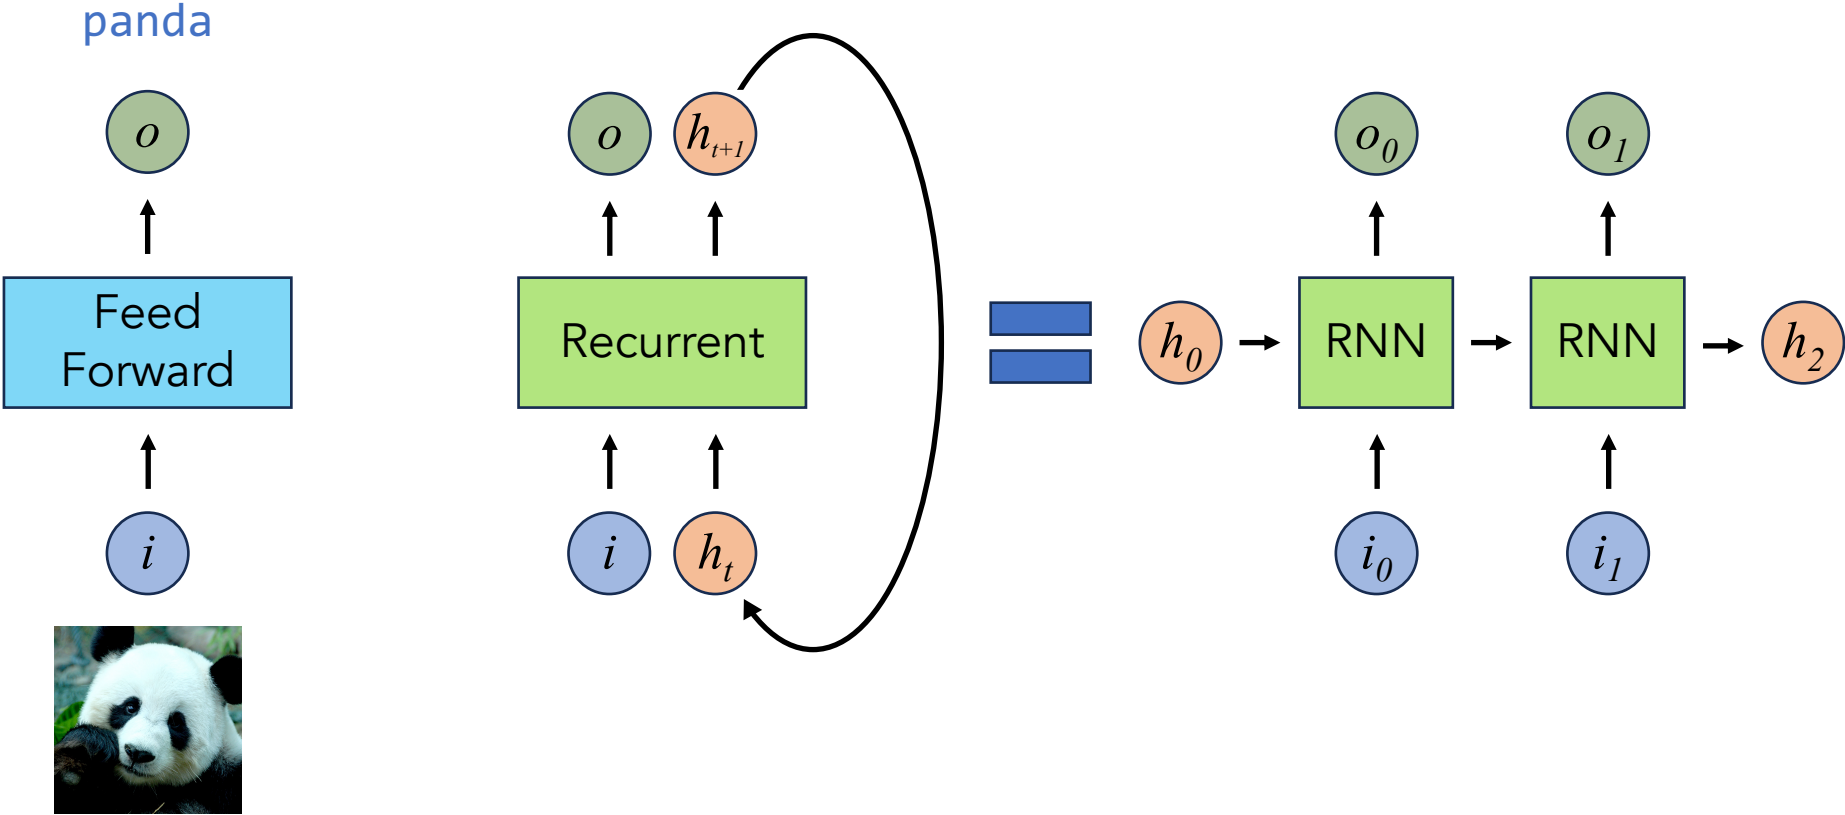 panda
o
Feed
Forward
i
o h_{t+1}
Recurrent
i h_t
o_0 o_1
h_0 RNN RNN h_2
i_0 i_1